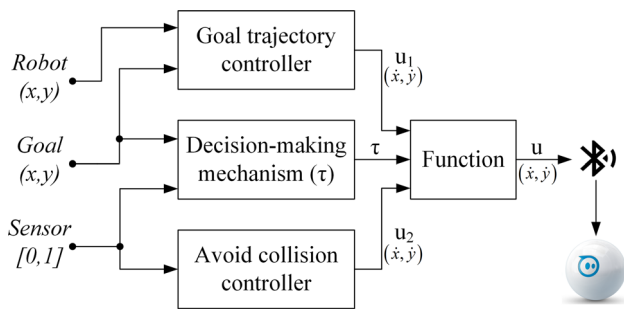 Robot
(x,y)
Goal
(x,y)
Sensor
[0,1]
Goal trajectory
controller
Decision-making
mechanism (τ)
Avoid collision
controller
u₁
(ẋ, ẏ)
τ
u₂
(ẋ, ẏ)
Function
u
(ẋ, ẏ)